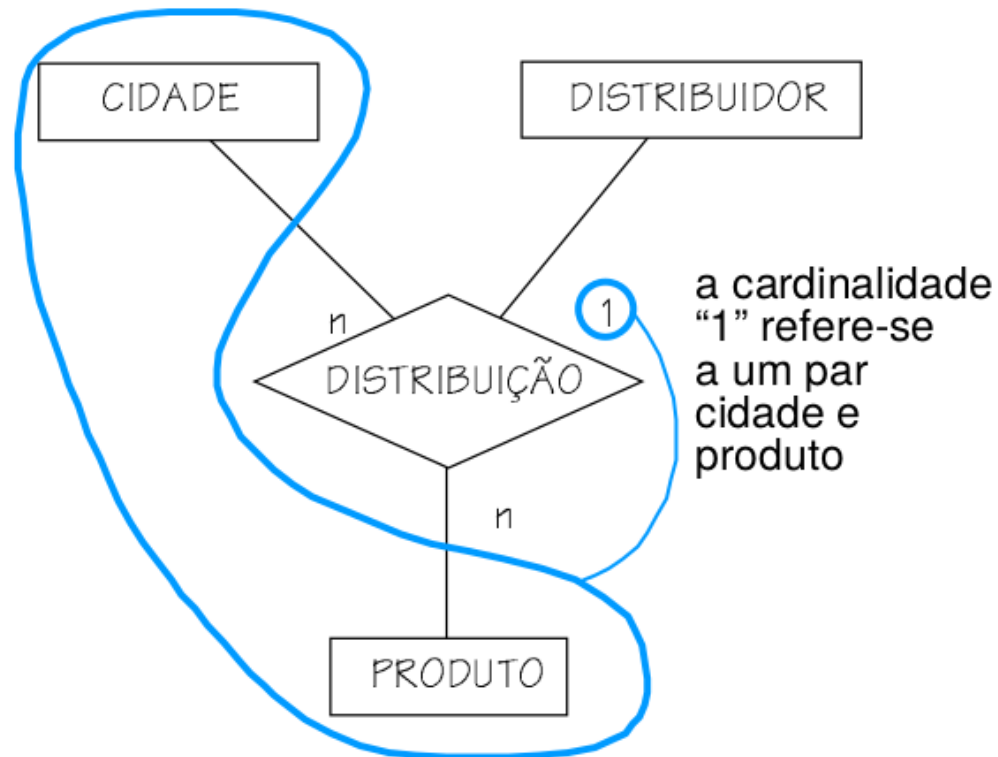 CIDADE
DISTRIBUIDOR
n
1
a cardinalidade
“1” refere-se
a um par
cidade e
produto
DISTRIBUIÇÃO
n
PRODUTO